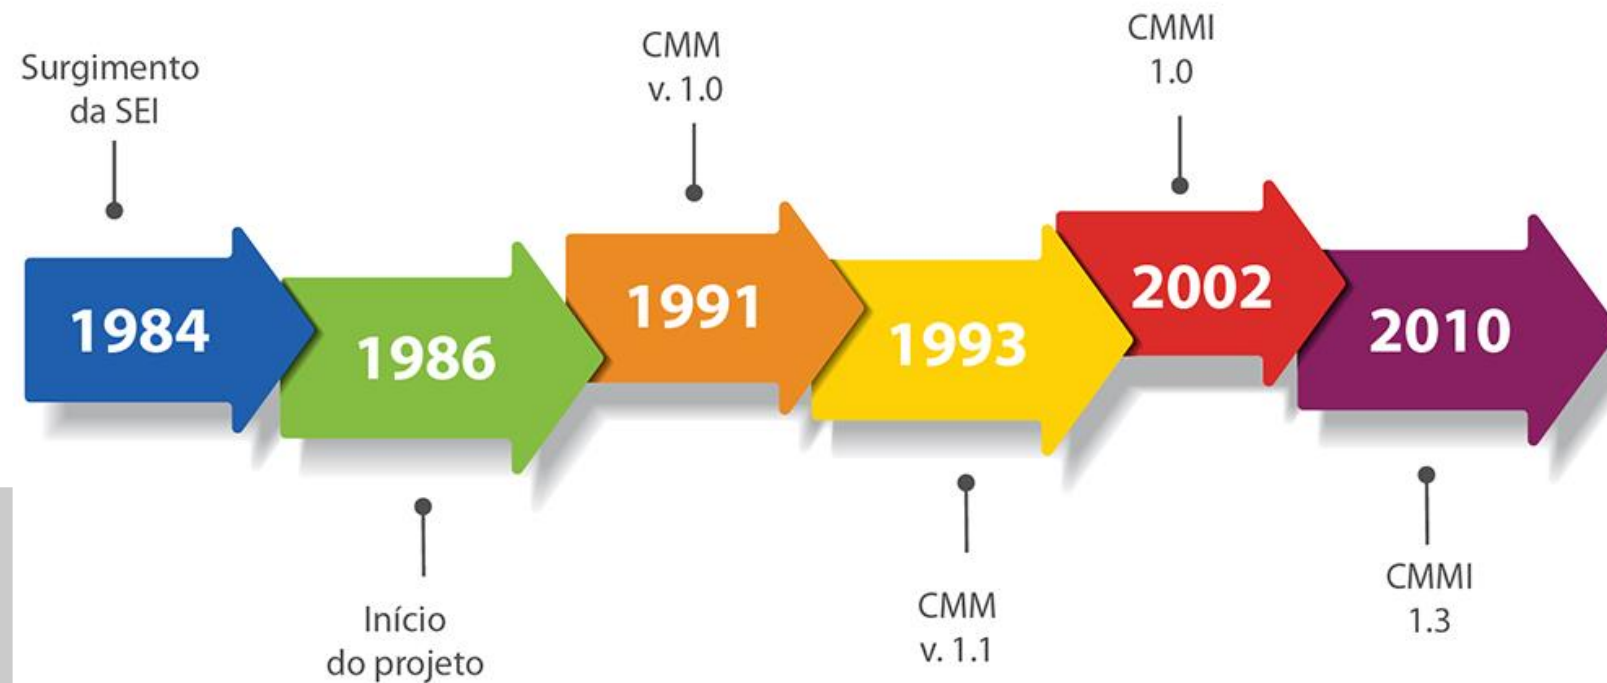 Surgimento
da SEI
1984
1986
Início
do projeto
CMM
v. 1.0
1991
1993
CMM
v. 1.1
CMMI
1.0
2002
2010
CMMI
1.3